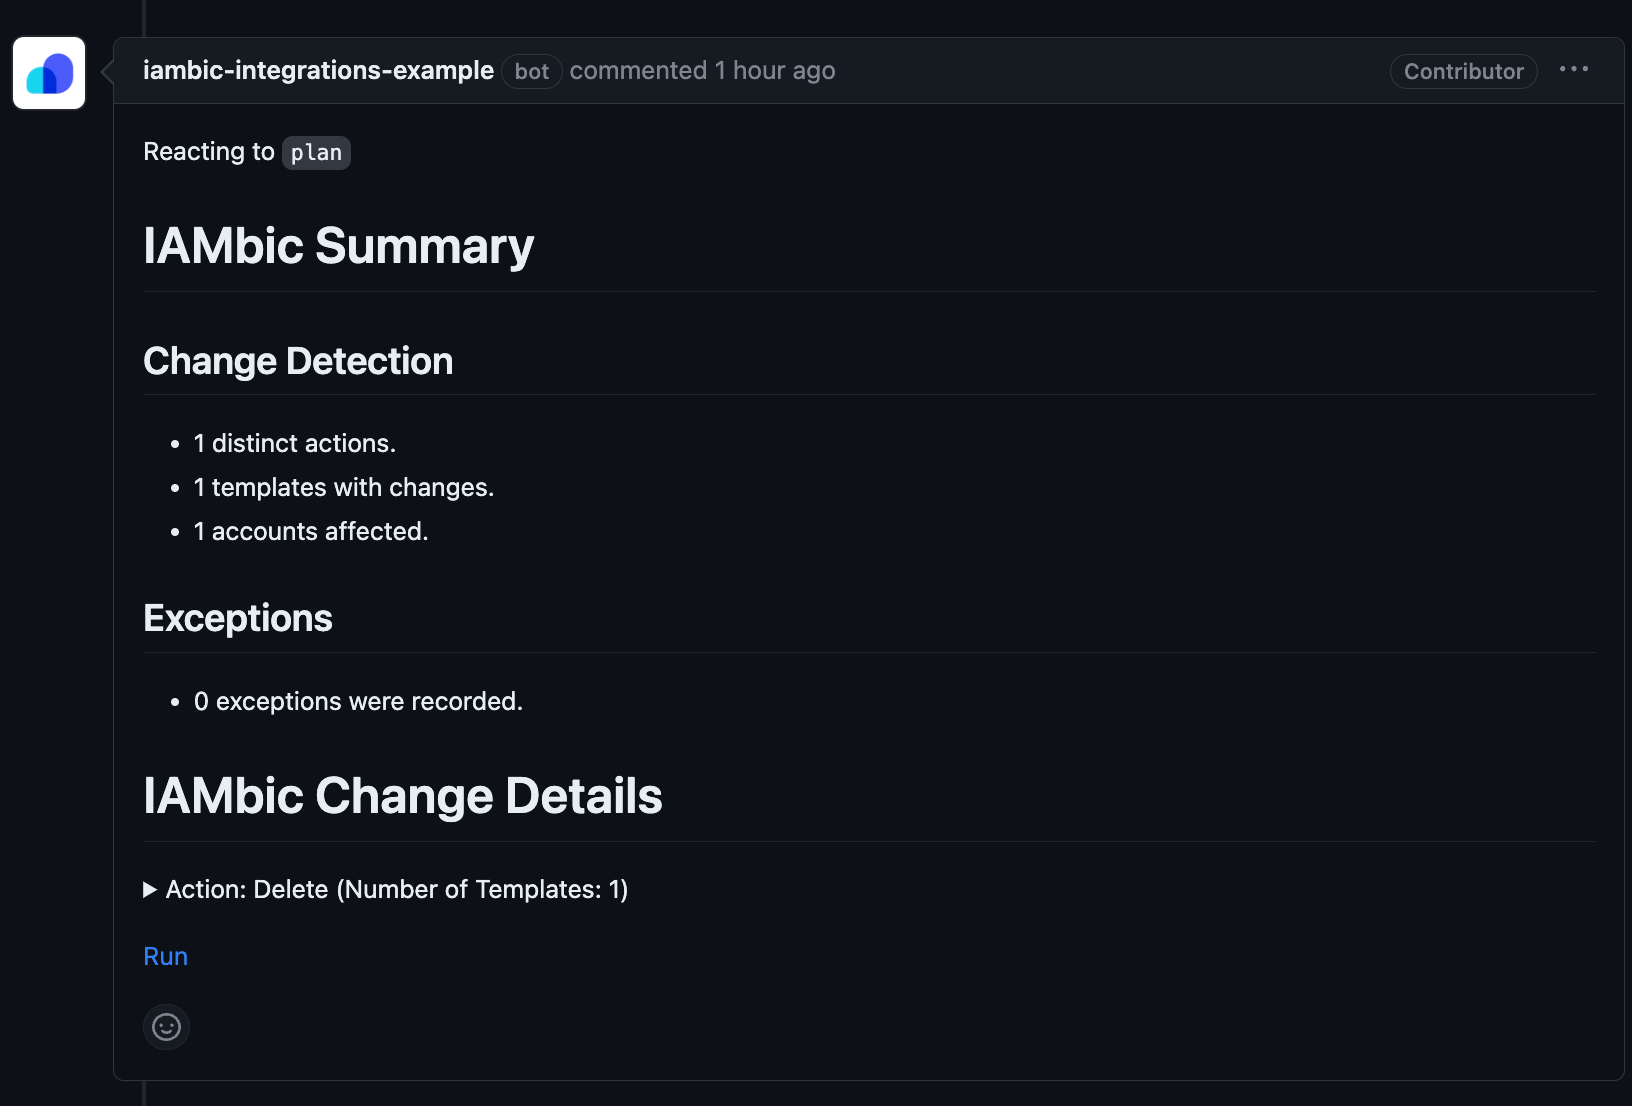 iambic-integrations-example bot commented 1 hour ago Contributor
Reacting to plan
IAMbic Summary
Change Detection
1 distinct actions.
1 templates with changes.
1 accounts affected.
Exceptions
0 exceptions were recorded.
IAMbic Change Details
Action: Delete (Number of Templates: 1)
Run